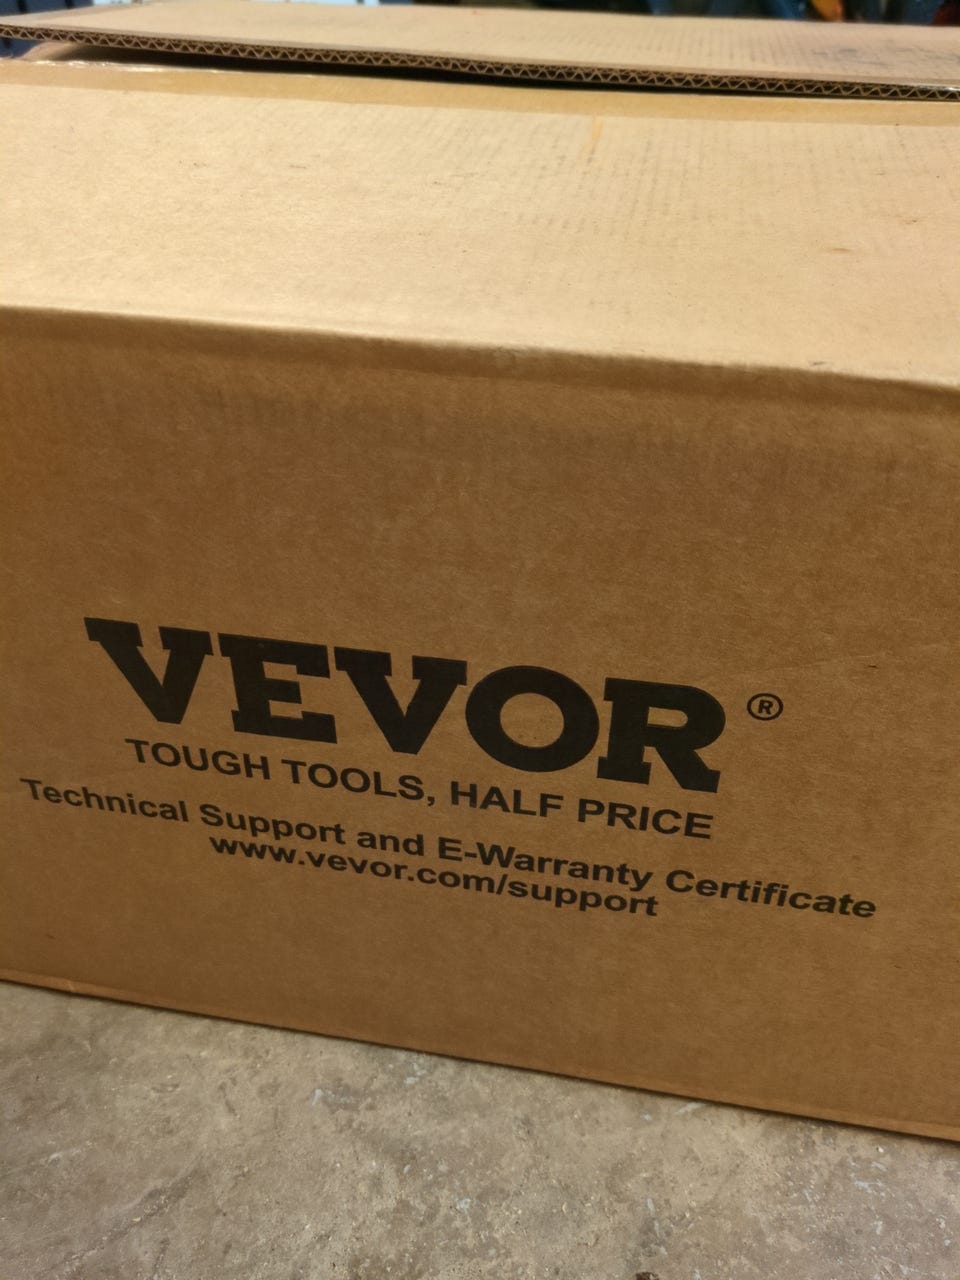 VEVOR®
TOUGH TOOLS, HALF PRICE
Technical Support and E-Warranty Certificate
www.vevor.com/support